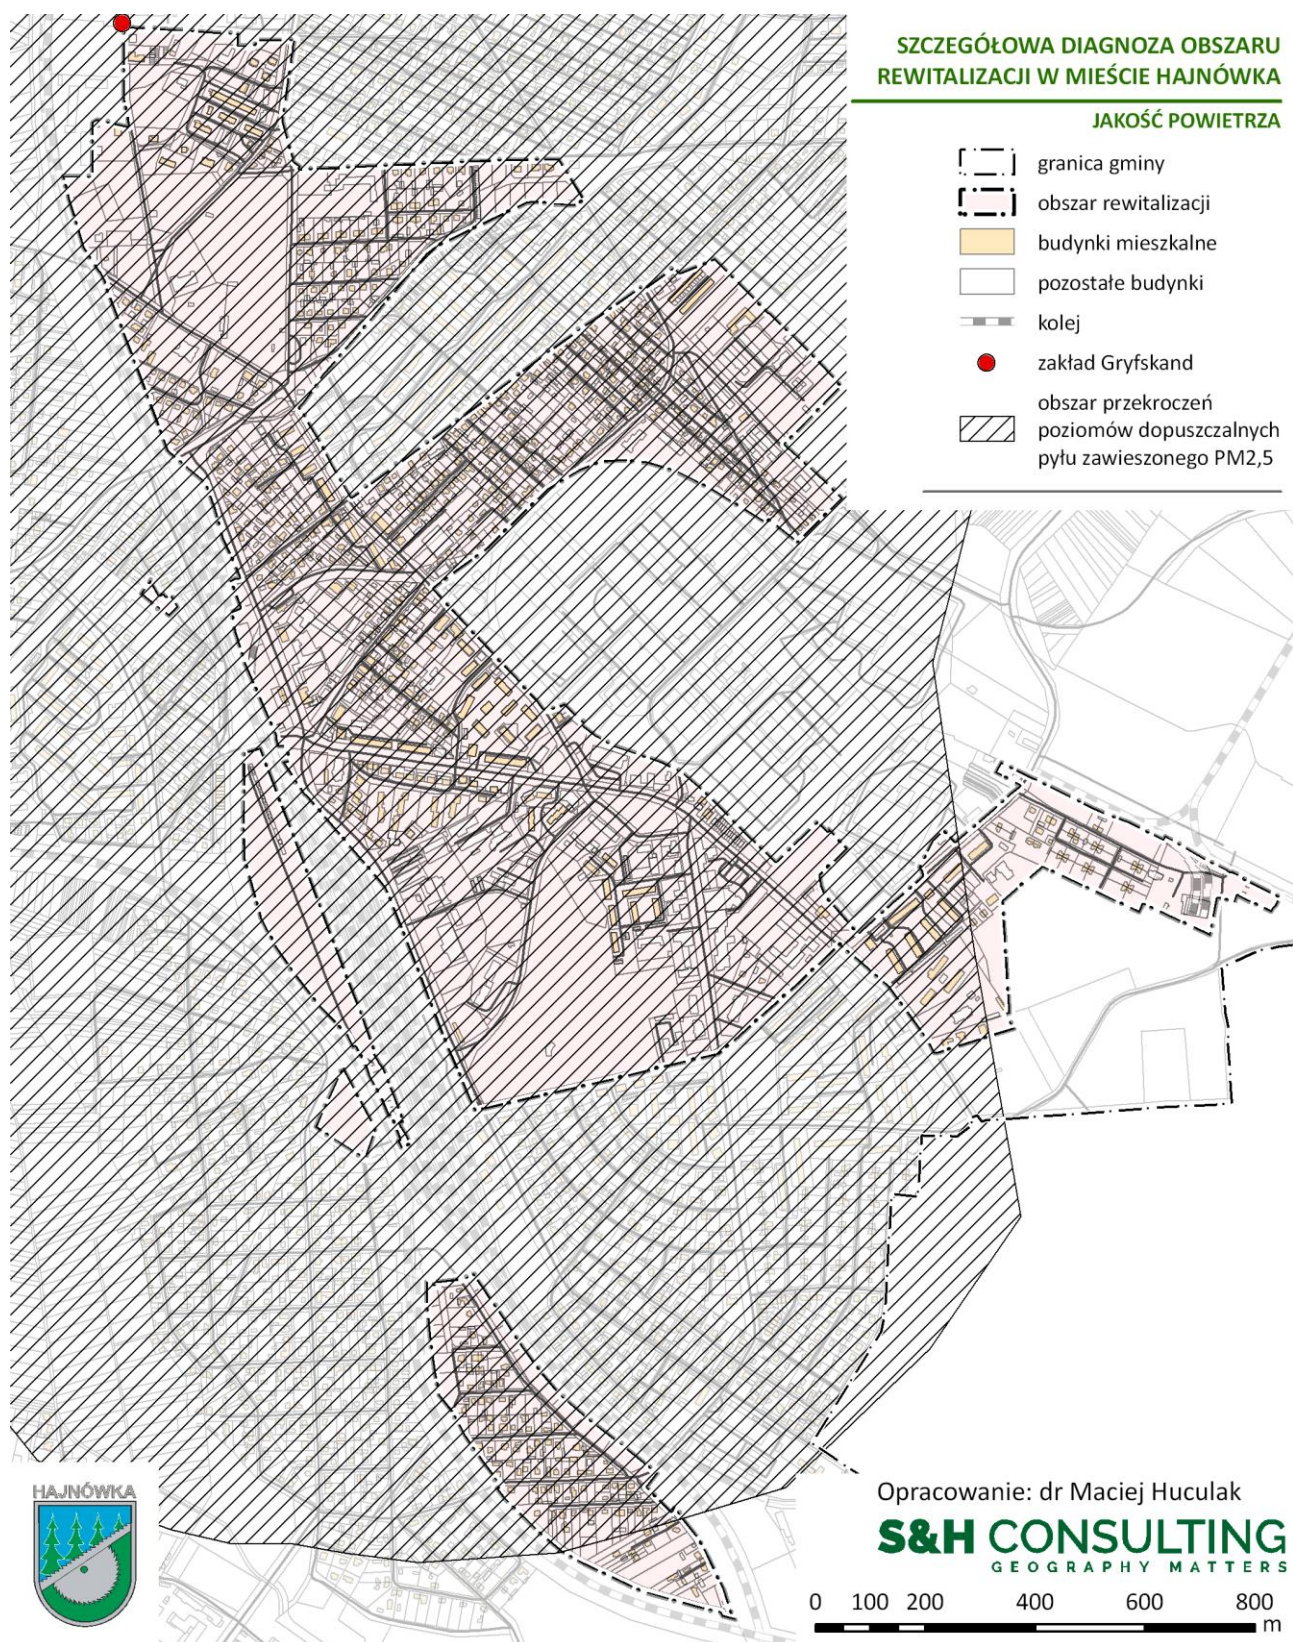 SZCZEGÓŁOWA DIAGNOZA OBSZARU
REWITALIZACJI W MIEŚCIE HAJNÓWKA
JAKOŚĆ POWIETRZA
granica gminy
obszar rewitalizacji
budynki mieszkalne
pozostałe budynki
kolej
zakład Gryfskand
obszar przekroczeń
poziomów dopuszczalnych
pyłu zawieszonego PM2,5
HAJNÓWKA
Opracowanie: dr Maciej Huculak
S&H CONSULTING
GEOGRAPHY MATTERS
0 100 200 400 600 800
m